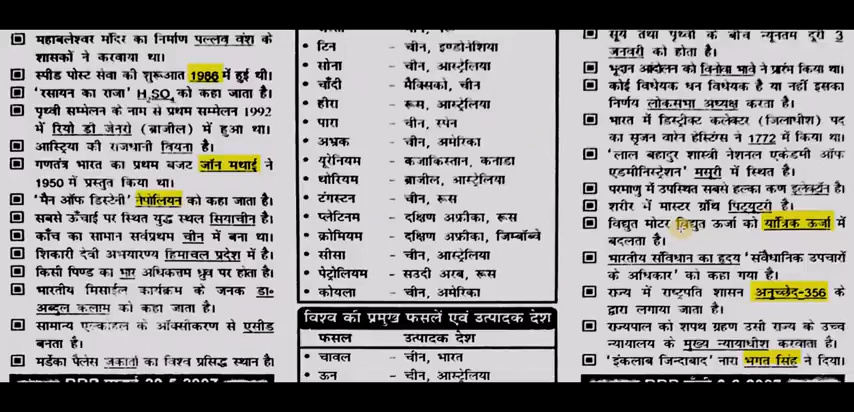 महाबलेश्वर मंदिर का निर्माण पल्लव वंश के
शासकों ने करवाया था।
स्पीड पोस्ट सेवा की शुरूआत 1986 में हुई थी।
'रसायन का राजा' H₂SO₄ को कहा जाता है।
पृथ्वी सम्मेलन के नाम से प्रथम सम्मेलन 1992
में रियो डी जेनरो (ब्राजील) में हुआ था।
आस्ट्रिया की राजधानी वियना है।
गणतंत्र भारत का प्रथम बजट जॉन मथाई ने
1950 में प्रस्तुत किया था।
'मैन ऑफ डिस्टेनी' नेपोलियन को कहा जाता है।
सबसे ऊँचाई पर स्थित युद्ध स्थल सियाचीन है।
काँच का सामान सर्वप्रथम चीन में बना था।
शिकारी देवी अभयारण्य हिमाचल प्रदेश में है।
किसी पिण्ड का भार अधिकतम ध्रुव पर होता है।
भारतीय मिसाईल कार्यक्रम के जनक डा॰
अब्दुल कलाम को कहा जाता है।
सामान्य एल्कोहल के ऑक्सीकरण से एसीड
बनता है।
मर्डेका पैलेस जकार्ता का विश्व प्रसिद्ध स्थान है।
टिन – चीन, इण्डोनेशिया
सोना – चीन, आस्ट्रेलिया
चाँदी – मैक्सिको, चीन
हीरा – रूम, आस्ट्रेलिया
पारा – चीन, स्पेन
अभ्रक – चीन, अमेरिका
यूरेनियम – कजाकिस्तान, कनाडा
थोरियम – ब्राजील, आस्ट्रेलिया
टंगस्टन – चीन, रूस
प्लेटिनम – दक्षिण अफ्रीका, रूस
क्रोमियम – दक्षिण अफ्रीका, जिम्बॉब्वे
सीसा – चीन, आस्ट्रेलिया
पेट्रोलियम – सउदी अरब, रूस
कोयला – चीन, अमेरिका
विश्व की प्रमुख फसलें एवं उत्पादक देश
फसल उत्पादक देश
चावल – चीन, भारत
ऊन – चीन, आस्ट्रेलिया
सूर्य तथा पृथ्वी के बीच न्यूनतम दूरी 3
जनवरी को होता है।
भूदान आंदोलन को विनोवा भावे ने प्रारंभ किया था।
कोई विधेयक धन विधेयक है या नहीं इसका
निर्णय लोकसभा अध्यक्ष करता है।
भारत में डिस्ट्रीक्ट कलेक्टर (जिलाधीश) पद
का सृजन वारेन हेस्टिंग्स ने 1772 में किया था।
'लाल बहादुर शास्त्री नेशनल एकेडमी ऑफ
एडमीनिस्ट्रेशन' मसूरी में स्थित है।
परमाणु में उपस्थित सबसे हल्का कण इलेक्ट्रॉन है।
शरीर में मास्टर ग्रंथि पिट्यूटरी है।
विद्युत मोटर विद्युत ऊर्जा को यांत्रिक ऊर्जा में
बदलता है।
भारतीय संविधान का हृदय 'संवैधानिक उपचारों
के अधिकार' को कहा गया है।
राज्य में राष्ट्रपति शासन अनुच्छेद-356 के
द्वारा लगाया जाता है।
राज्यपाल को शपथ ग्रहण उसी राज्य के उच्च
न्यायालय के मुख्य न्यायाधीश करवाता है।
'इंकलाब जिन्दाबाद' नारा भगत सिंह ने दिया।